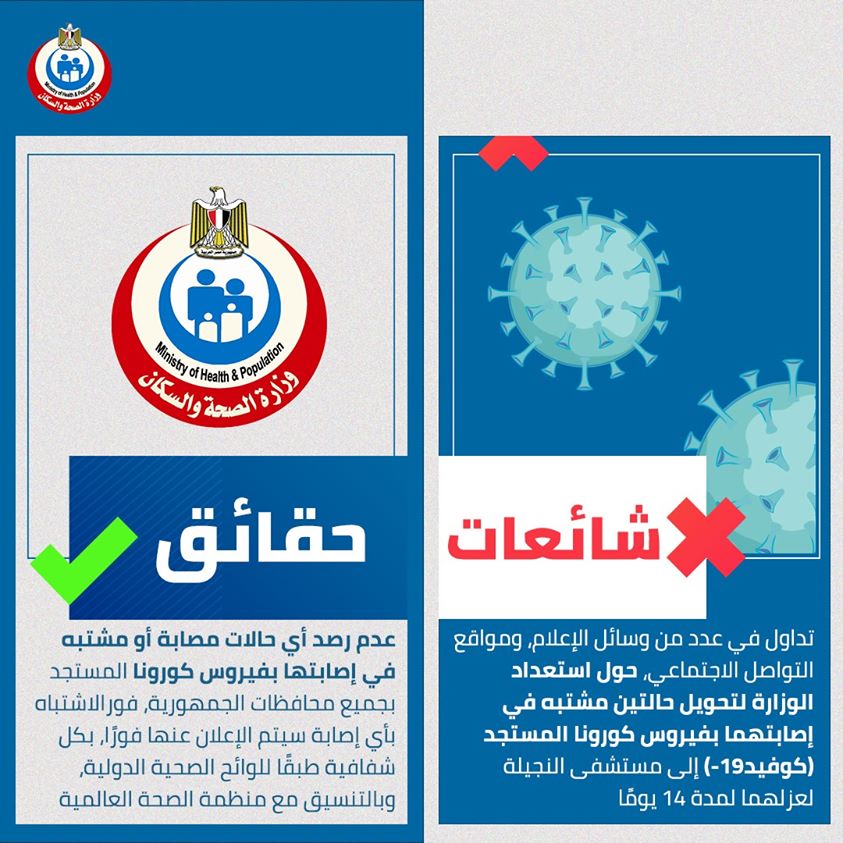 Ministry of Health & Population
وزارة الصحة والسكان
شائعات
تداول في عدد من وسائل الإعلام، ومواقع
التواصل الاجتماعي، حول استعداد
الوزارة لتحويل حالتين مشتبه في
إصابتهما بفيروس كورونا المستجد
(كوفيد19-) إلى مستشفى النجيلة
لعزلهما لمدة 14 يومًا
جمهورية مصر العربية
Ministry of Health & Population
وزارة الصحة والسكان
حقائق
عدم رصد أي حالات مصابة أو مشتبه
في إصابتها بفيروس كورونا المستجد
بجميع محافظات الجمهورية، فورالاشتباه
بأي إصابة سيتم الإعلان عنها فورًا، بكل
شفافية طبقًا للوائح الصحية الدولية،
وبالتنسيق مع منظمة الصحة العالمية